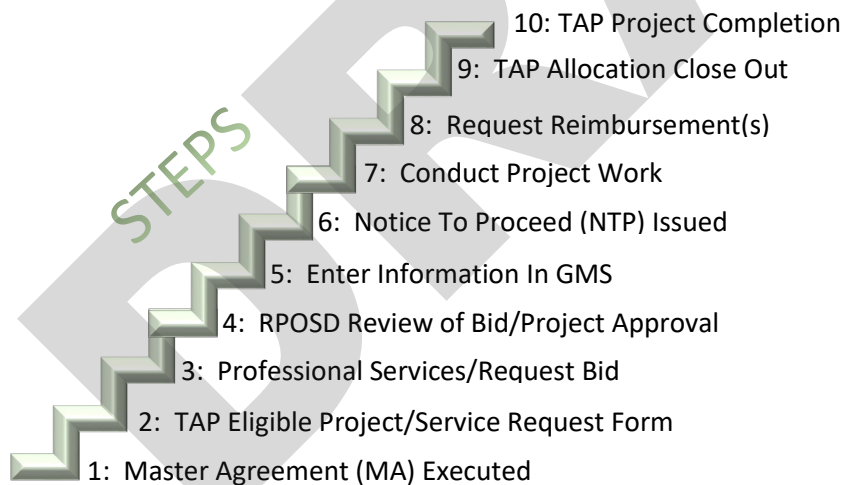 10: TAP Project Completion
9: TAP Allocation Close Out
8: Request Reimbursement(s)
7: Conduct Project Work
6: Notice To Proceed (NTP) Issued
5: Enter Information In GMS
4: RPOSD Review of Bid/Project Approval
3: Professional Services/Request Bid
2: TAP Eligible Project/Service Request Form
1: Master Agreement (MA) Executed
STEPS